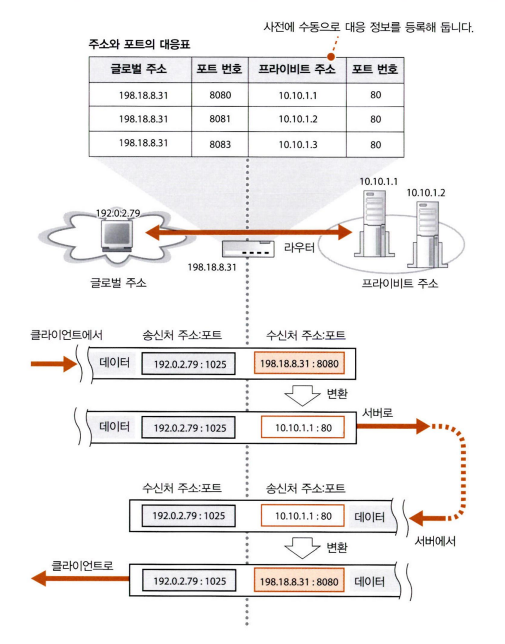 사전에 수동으로 대응 정보를 등록해 둡니다.
주소와 포트의 대응표
글로벌 주소 포트 번호 프라이비트 주소 포트 번호
198.18.8.31 8080 10.10.1.1 80
198.18.8.31 8081 10.10.1.2 80
198.18.8.31 8083 10.10.1.3 80
10.10.1.1
10.10.1.2
192.0.2.79
라우터
198.18.8.31
글로벌 주소
프라이비트 주소
클라이언트에서 송신처 주소:포트 수신처 주소:포트
데이터 192.0.2.79 : 1025 198.18.8.31 : 8080
변환
서버로
데이터 192.0.2.79 : 1025 10.10.1.1 : 80
수신처 주소:포트 송신처 주소:포트
192.0.2.79 : 1025 10.10.1.1 : 80 데이터
서버에서
변환
클라이언트로
192.0.2.79 : 1025 198.18.8.31 : 8080 데이터